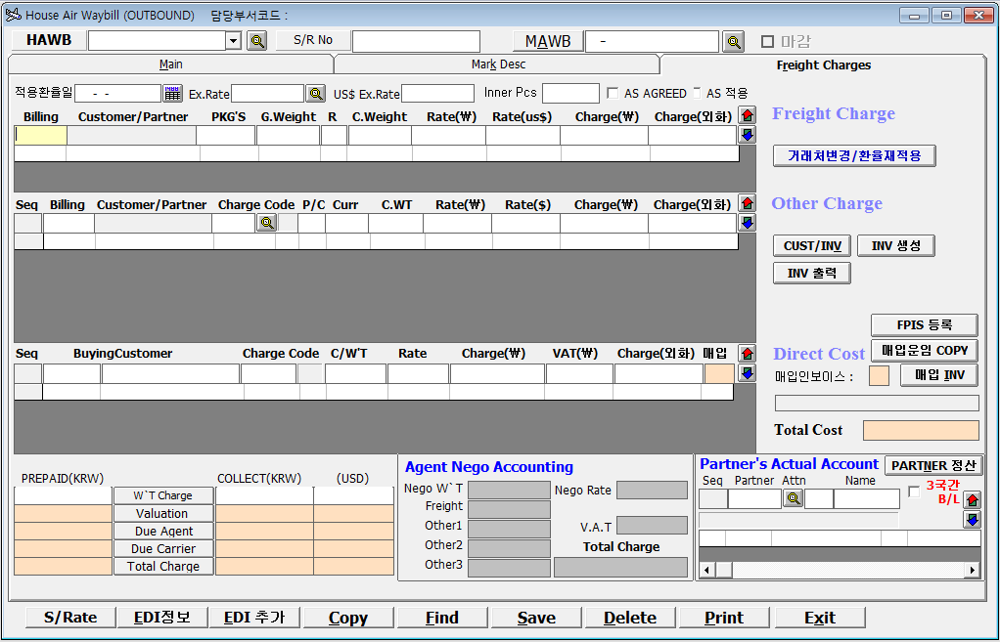 House Air Waybill (OUTBOUND) 담당부서코드 :
HAWB S/R No MAWB - 마감
Main Mark Desc Freight Charges
적용환율일 - - Ex.Rate US$ Ex.Rate Inner Pcs AS AGREED AS 적용
Billing Customer/Partner PKG'S G.Weight R C.Weight Rate(₩) Rate(us$) Charge(₩) Charge(외화)
Freight Charge
거래처변경/환율재적용
Seq Billing Customer/Partner Charge Code P/C Curr C.WT Rate(₩) Rate($) Charge(₩) Charge(외화)
Other Charge
CUST/INV INV 생성
INV 출력
FPIS 등록
Seq BuyingCustomer Charge Code C/W'T Rate Charge(₩) VAT(₩) Charge(외화) 매입
Direct Cost 매입운임 COPY
매입인보이스 : 매입 INV
Total Cost
PREPAID(KRW) COLLECT(KRW) (USD)
W`T Charge
Valuation
Due Agent
Due Carrier
Total Charge
Agent Nego Accounting
Nego W`T Nego Rate
Freight
Other1 V.A.T
Other2 Total Charge
Other3
Partner's Actual Account PARTNER 정산
Seq Partner Attn Name
3국간
B/L
S/Rate EDI정보 EDI 추가 Copy Find Save Delete Print Exit